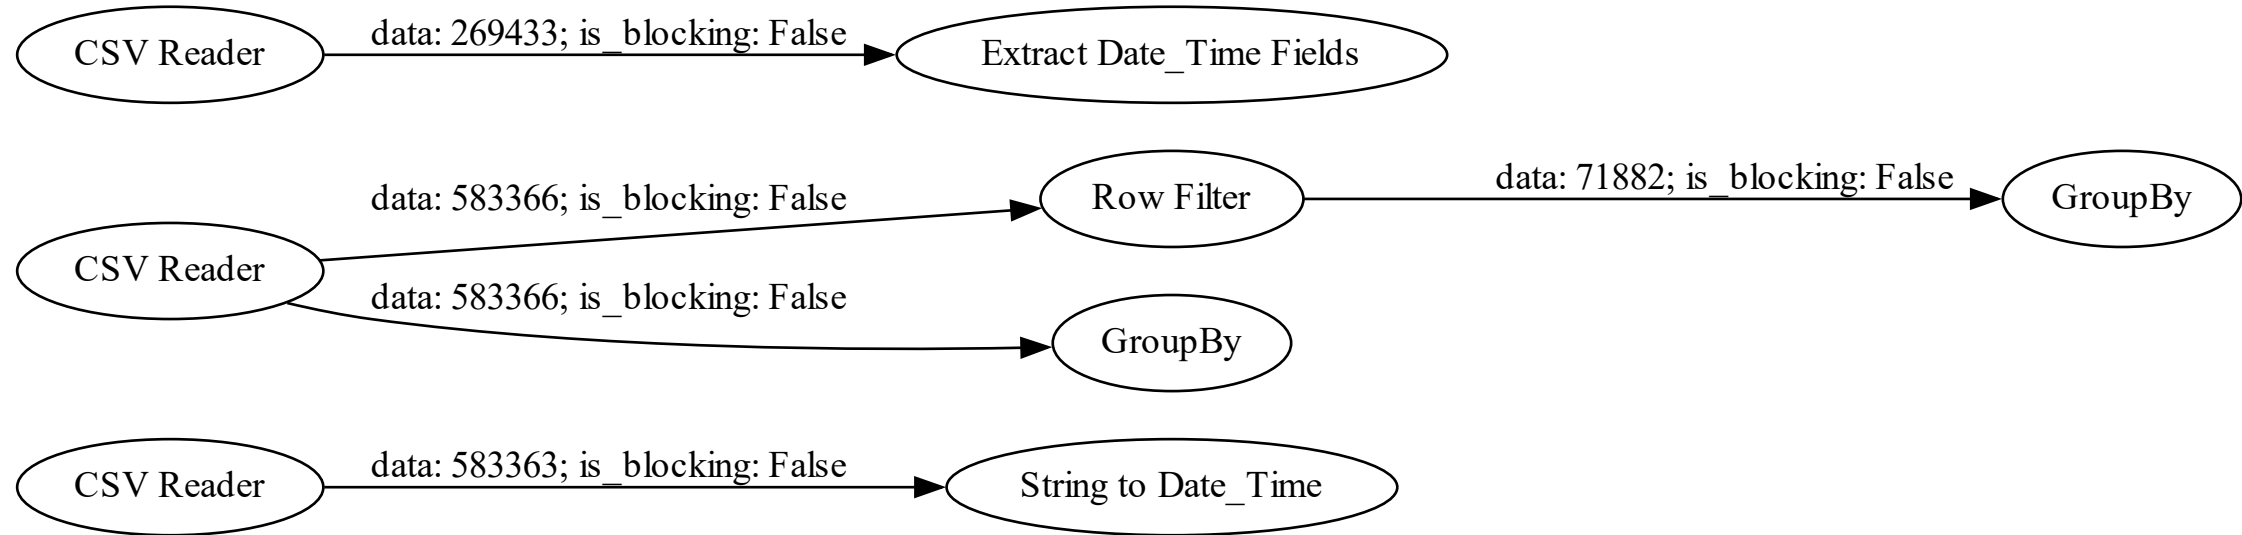 CSV Reader
data: 269433; is_blocking: False
Extract Date_Time Fields
CSV Reader
data: 583366; is_blocking: False
Row Filter
data: 71882; is_blocking: False
GroupBy
data: 583366; is_blocking: False
GroupBy
CSV Reader
data: 583363; is_blocking: False
String to Date_Time